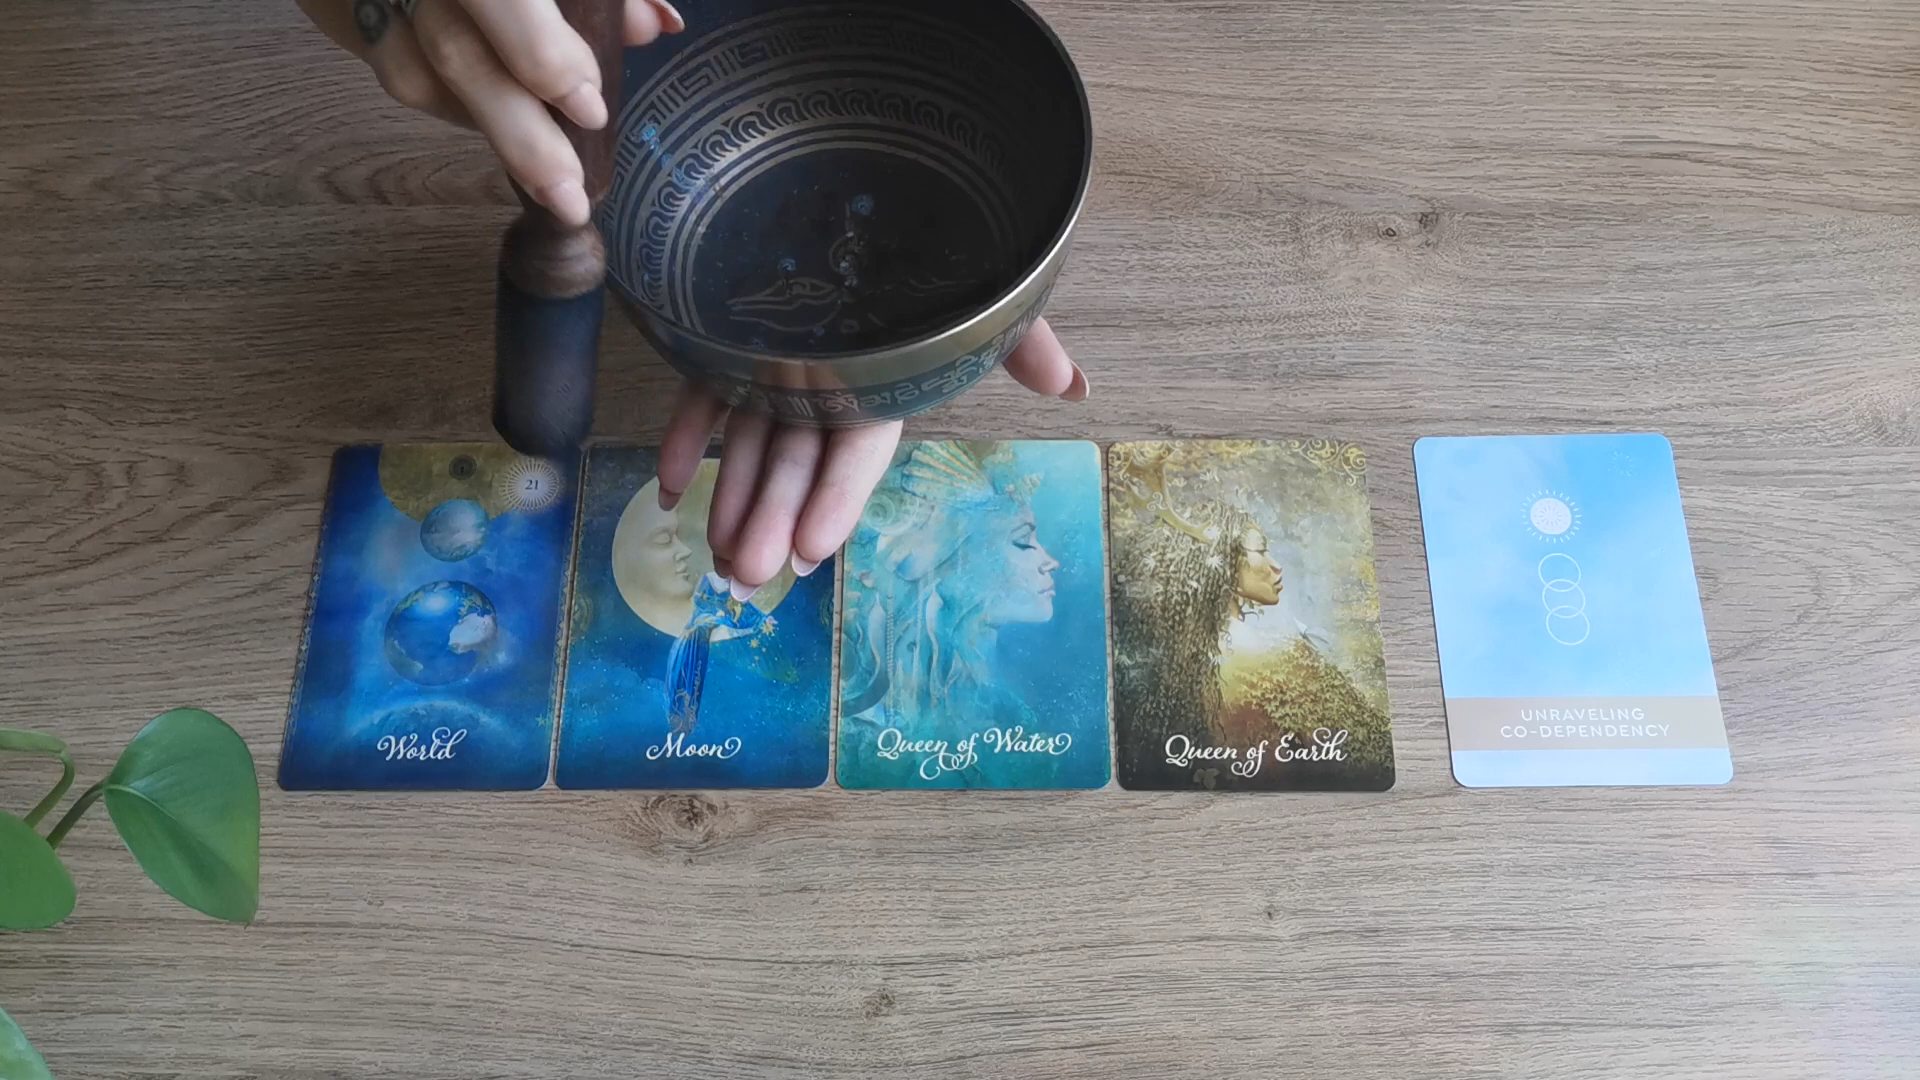 21
World
Moon
Queen of Water
Queen of Earth
UNRAVELING
CO-DEPENDENCY